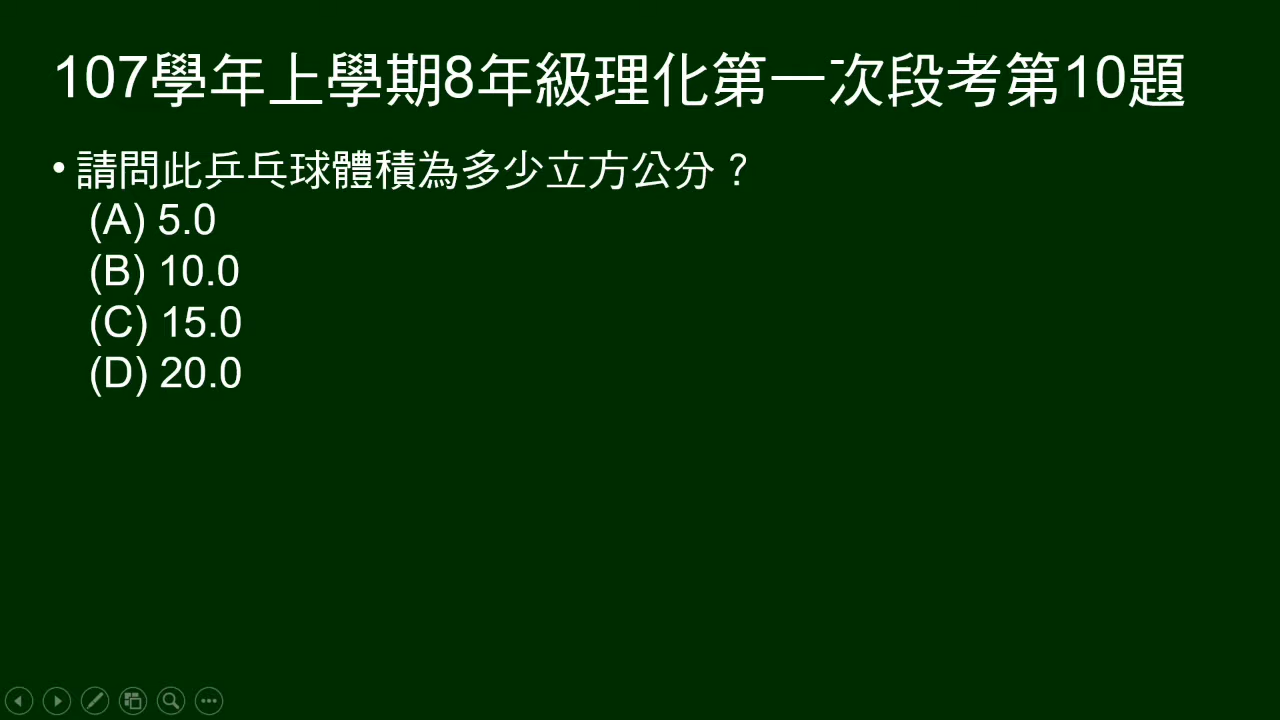 107學年上學期8年級理化第一次段考第10題
•請問此乒乓球體積為多少立方公分？
(A) 5.0
(B) 10.0
(C) 15.0
(D) 20.0